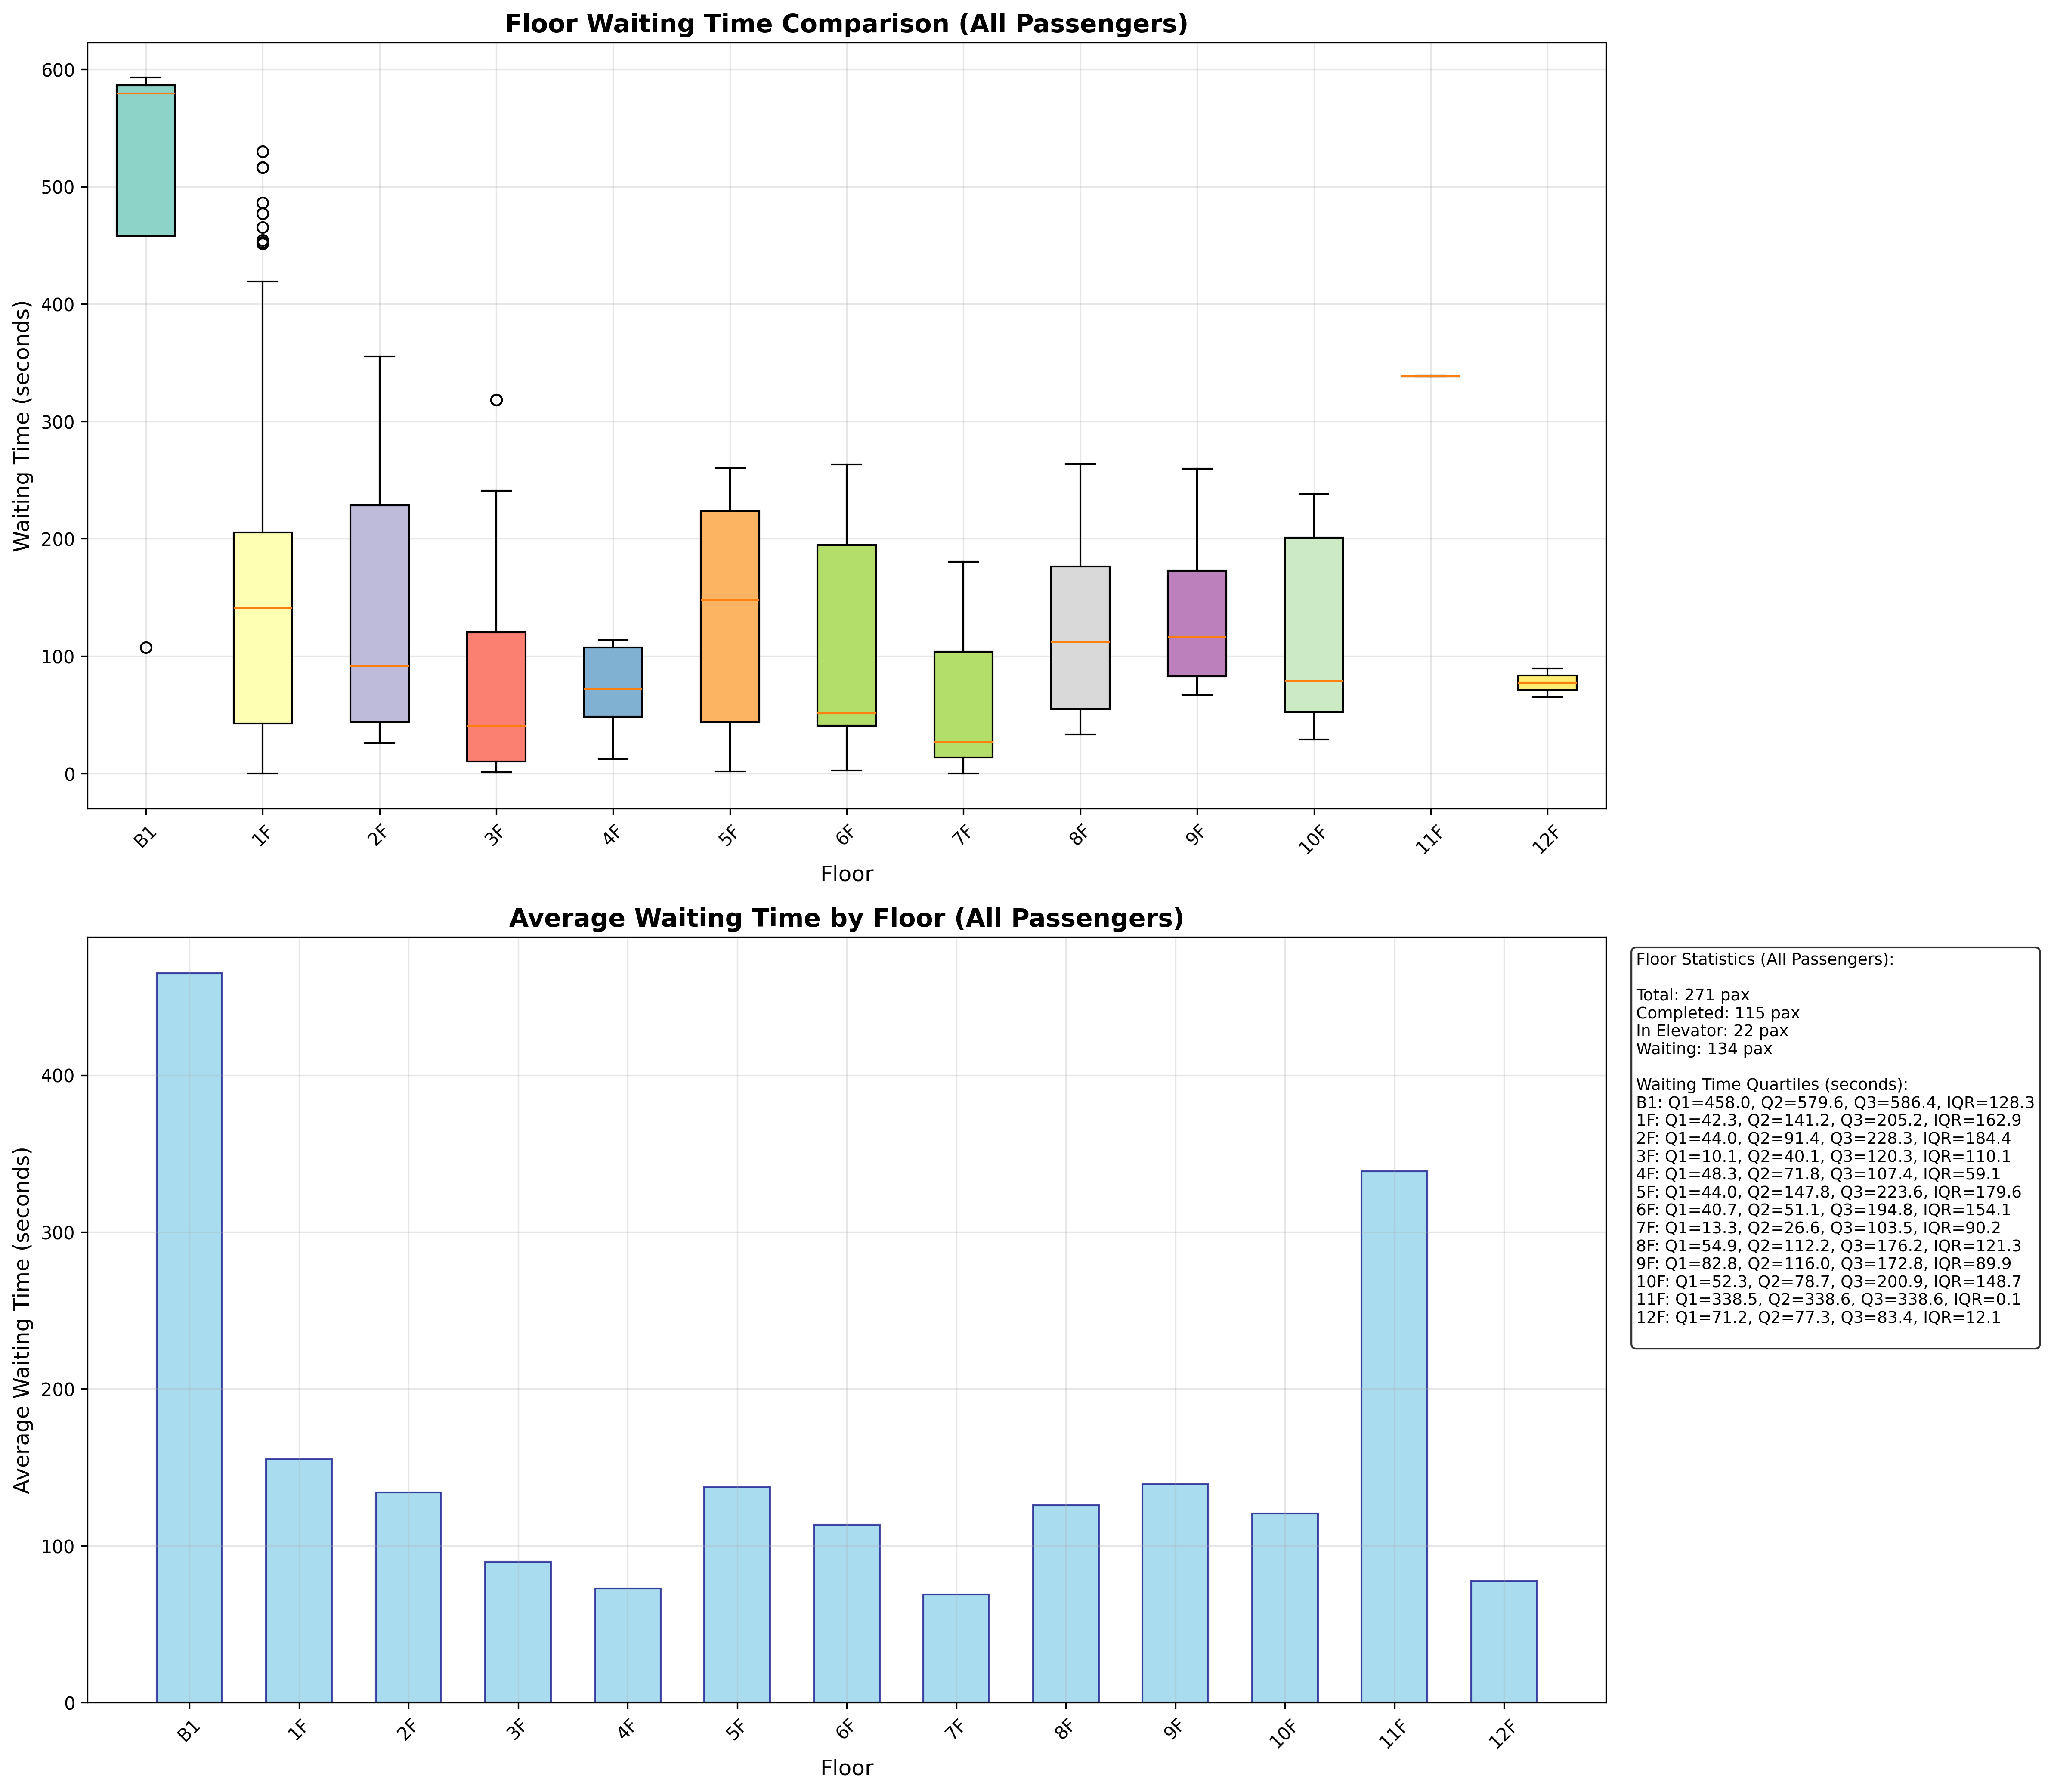 Floor Waiting Time Comparison (All Passengers)
Waiting Time (seconds)
600
500
400
300
200
100
0
B1
1F
2F
3F
4F
5F
6F
7F
8F
9F
10F
11F
12F
Floor
Average Waiting Time by Floor (All Passengers)
Average Waiting Time (seconds)
400
300
200
100
0
B1
1F
2F
3F
4F
5F
6F
7F
8F
9F
10F
11F
12F
Floor
Floor Statistics (All Passengers):
Total: 271 pax
Completed: 115 pax
In Elevator: 22 pax
Waiting: 134 pax
Waiting Time Quartiles (seconds):
B1: Q1=458.0, Q2=579.6, Q3=586.4, IQR=128.3
1F: Q1=42.3, Q2=141.2, Q3=205.2, IQR=162.9
2F: Q1=44.0, Q2=91.4, Q3=228.3, IQR=184.4
3F: Q1=10.1, Q2=40.1, Q3=120.3, IQR=110.1
4F: Q1=48.3, Q2=71.8, Q3=107.4, IQR=59.1
5F: Q1=44.0, Q2=147.8, Q3=223.6, IQR=179.6
6F: Q1=40.7, Q2=51.1, Q3=194.8, IQR=154.1
7F: Q1=13.3, Q2=26.6, Q3=103.5, IQR=90.2
8F: Q1=54.9, Q2=112.2, Q3=176.2, IQR=121.3
9F: Q1=82.8, Q2=116.0, Q3=172.8, IQR=89.9
10F: Q1=52.3, Q2=78.7, Q3=200.9, IQR=148.7
11F: Q1=338.5, Q2=338.6, Q3=338.6, IQR=0.1
12F: Q1=71.2, Q2=77.3, Q3=83.4, IQR=12.1